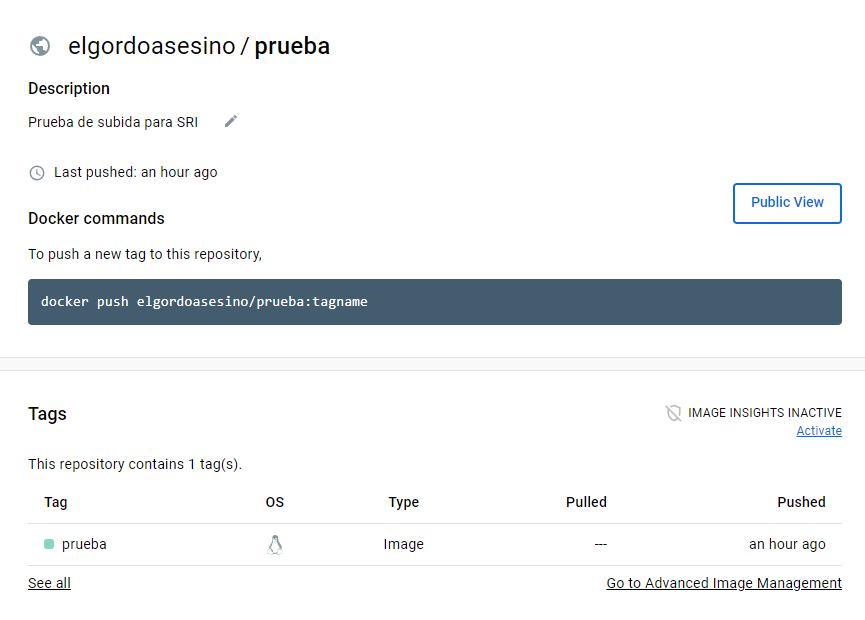 elgordoasesino / prueba
Description
Prueba de subida para SRI
Last pushed: an hour ago
Public View
Docker commands
To push a new tag to this repository,
docker push elgordoasesino/prueba:tagname
Tags
IMAGE INSIGHTS INACTIVE
Activate
This repository contains 1 tag(s).
Tag OS Type Pulled Pushed
prueba Image --- an hour ago
See all Go to Advanced Image Management